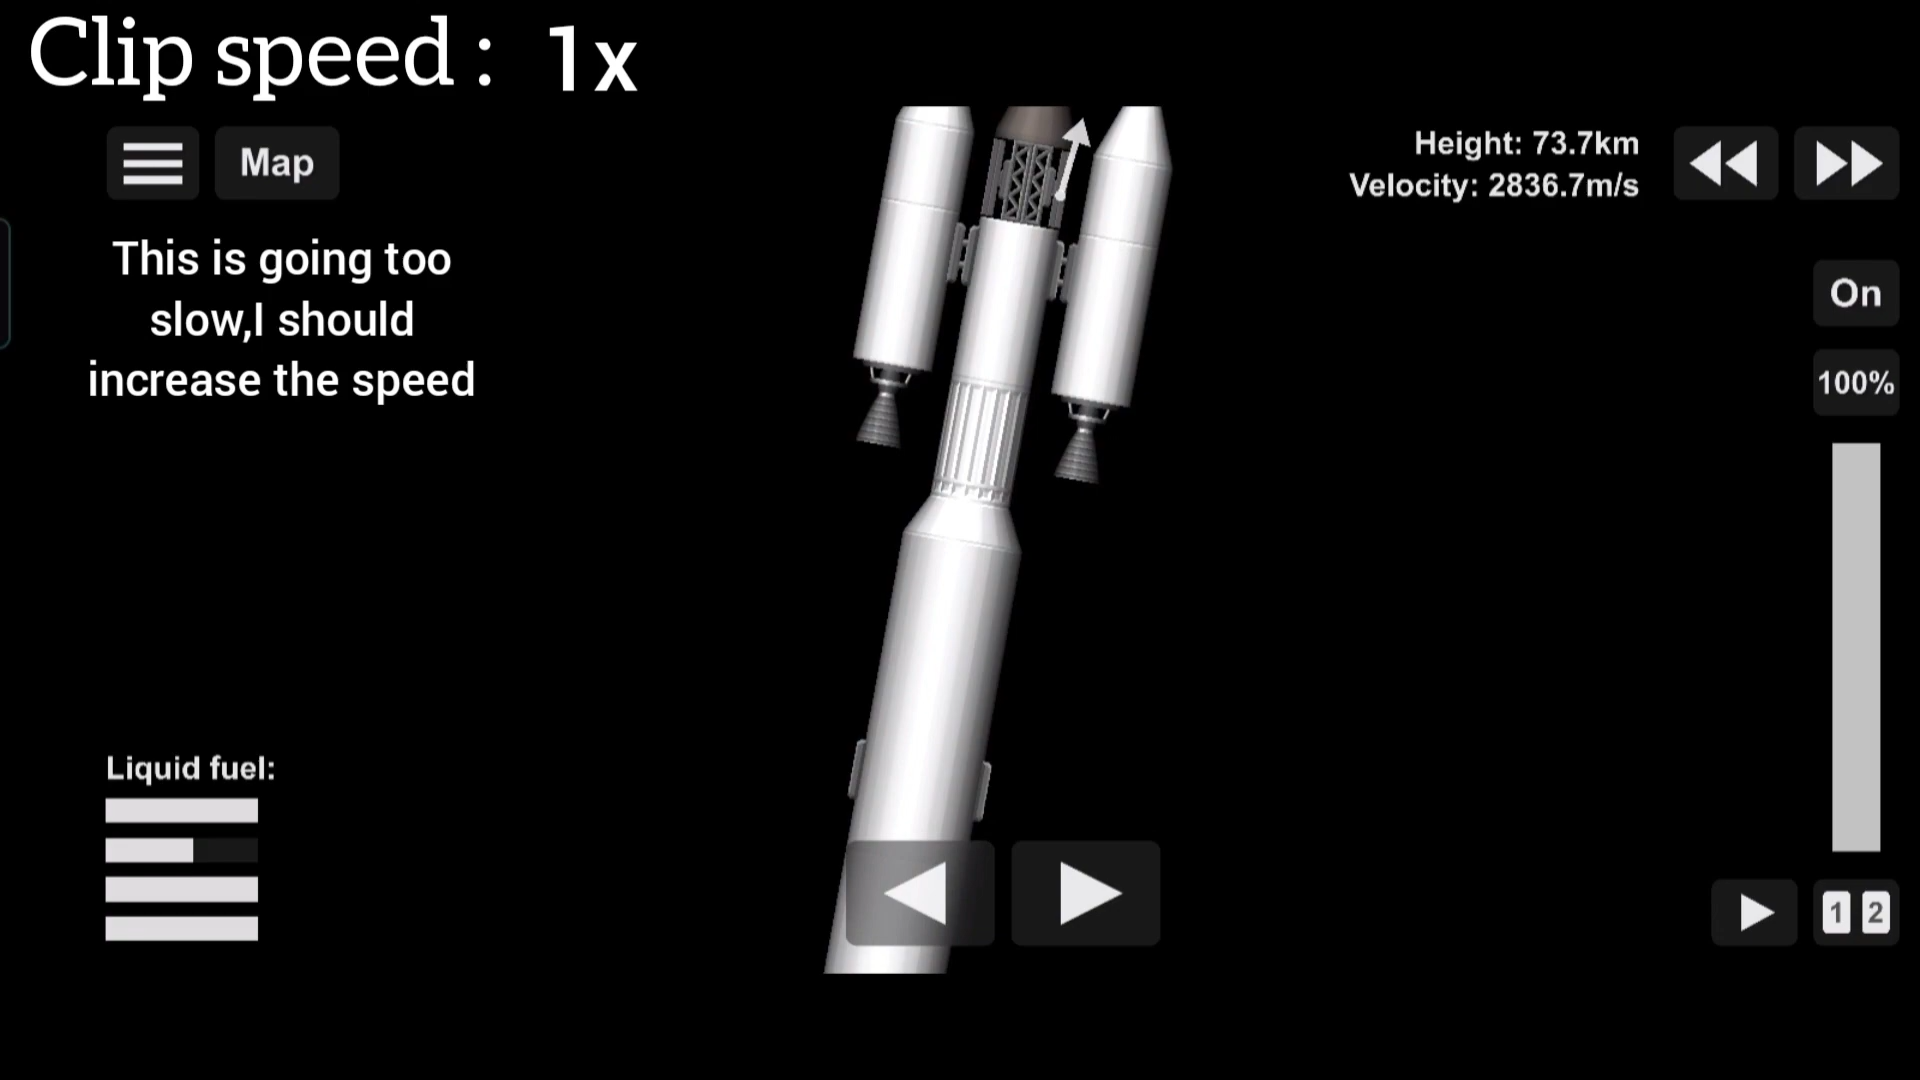 Clip speed : 1x
Map
Height: 73.7km
Velocity: 2836.7m/s
This is going too
slow,I should
increase the speed
On
100%
Liquid fuel:
1 2